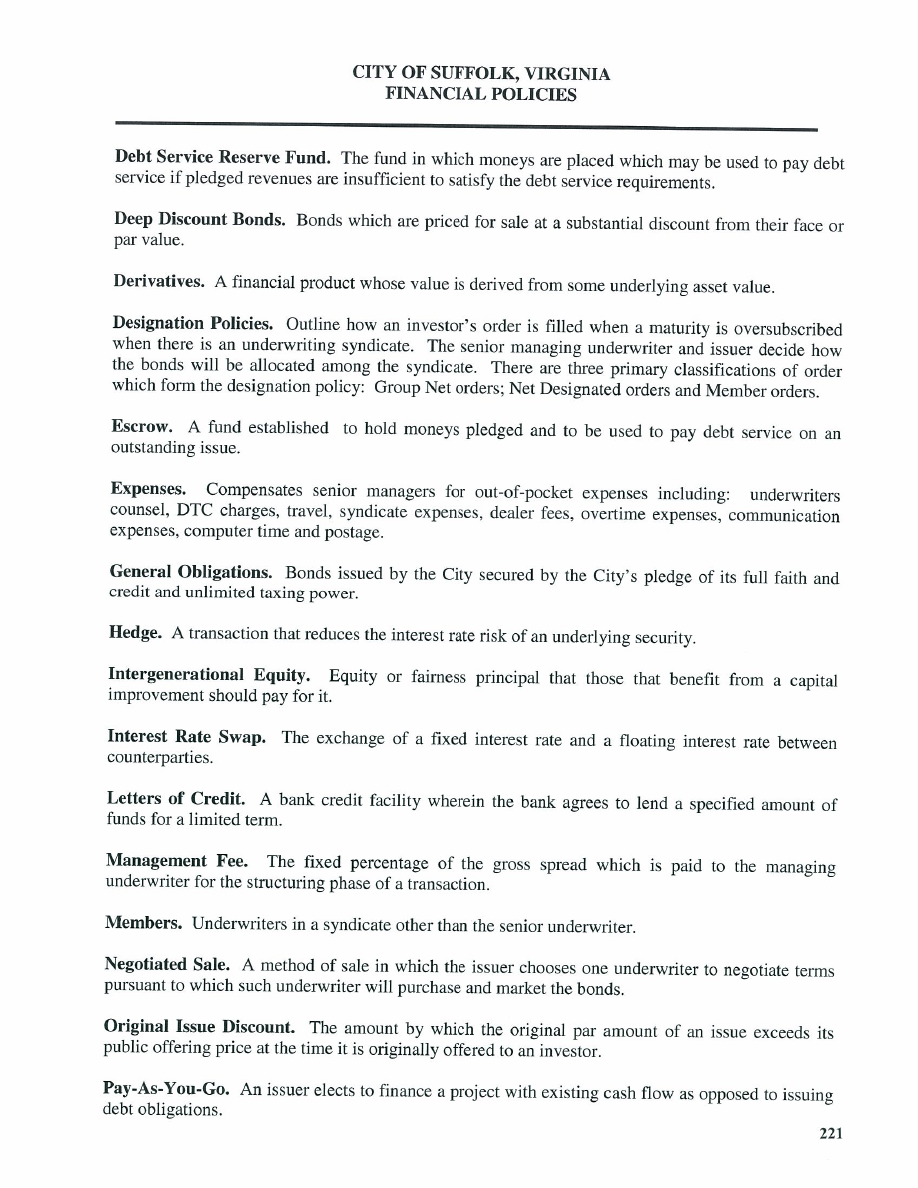 CITY OF SUFFOLK, VIRGINIA
FINANCIAL POLICIES
Debt Service Reserve Fund. The fund in which moneys are placed which may be used to pay debt
service if pledged revenues are insufficient to satisfy the debt service requirements.
Deep Discount Bonds. Bonds which are priced for sale at a substantial discount from their face or
par value.
Derivatives. A financial product whose value is derived from some underlying asset value.
Designation Policies. Outline how an investor's order is filled when a maturity is oversubscribed
when there is an underwriting syndicate. The senior managing underwriter and issuer decide how
the bonds will be allocated among the syndicate. There are three primary classifications of order
which form the designation policy: Group Net orders; Net Designated orders and Member orders.
Escrow. A fund established to hold moneys pledged and to be used to pay debt service on an
outstanding issue.
Expenses. Compensates senior managers for out-of-pocket expenses including: underwriters
counsel, DTC charges, travel, syndicate expenses, dealer fees, overtime expenses, communication
expenses, computer time and postage.
General Obligations. Bonds issued by the City secured by the City's pledge of its full faith and
credit and unlimited taxing power.
Hedge. A transaction that reduces the interest rate risk of an underlying security.
Intergenerational Equity. Equity or fairness principal that those that benefit from a capital
improvement should pay for it.
Interest Rate Swap. The exchange of a fixed interest rate and a floating interest rate between
counterparties.
Letters of Credit. A bank credit facility wherein the bank agrees to lend a specified amount of
funds for a limited term.
Management Fee. The fixed percentage of the gross spread which is paid to the managing
underwriter for the structuring phase of a transaction.
Members. Underwriters in a syndicate other than the senior underwriter.
Negotiated Sale. A method of sale in which the issuer chooses one underwriter to negotiate terms
pursuant to which such underwriter will purchase and market the bonds.
Original Issue Discount. The amount by which the original par amount of an issue exceeds its
public offering price at the time it is originally offered to an investor.
Pay-As-You-Go. An issuer elects to finance a project with existing cash flow as opposed to issuing
debt obligations.
221